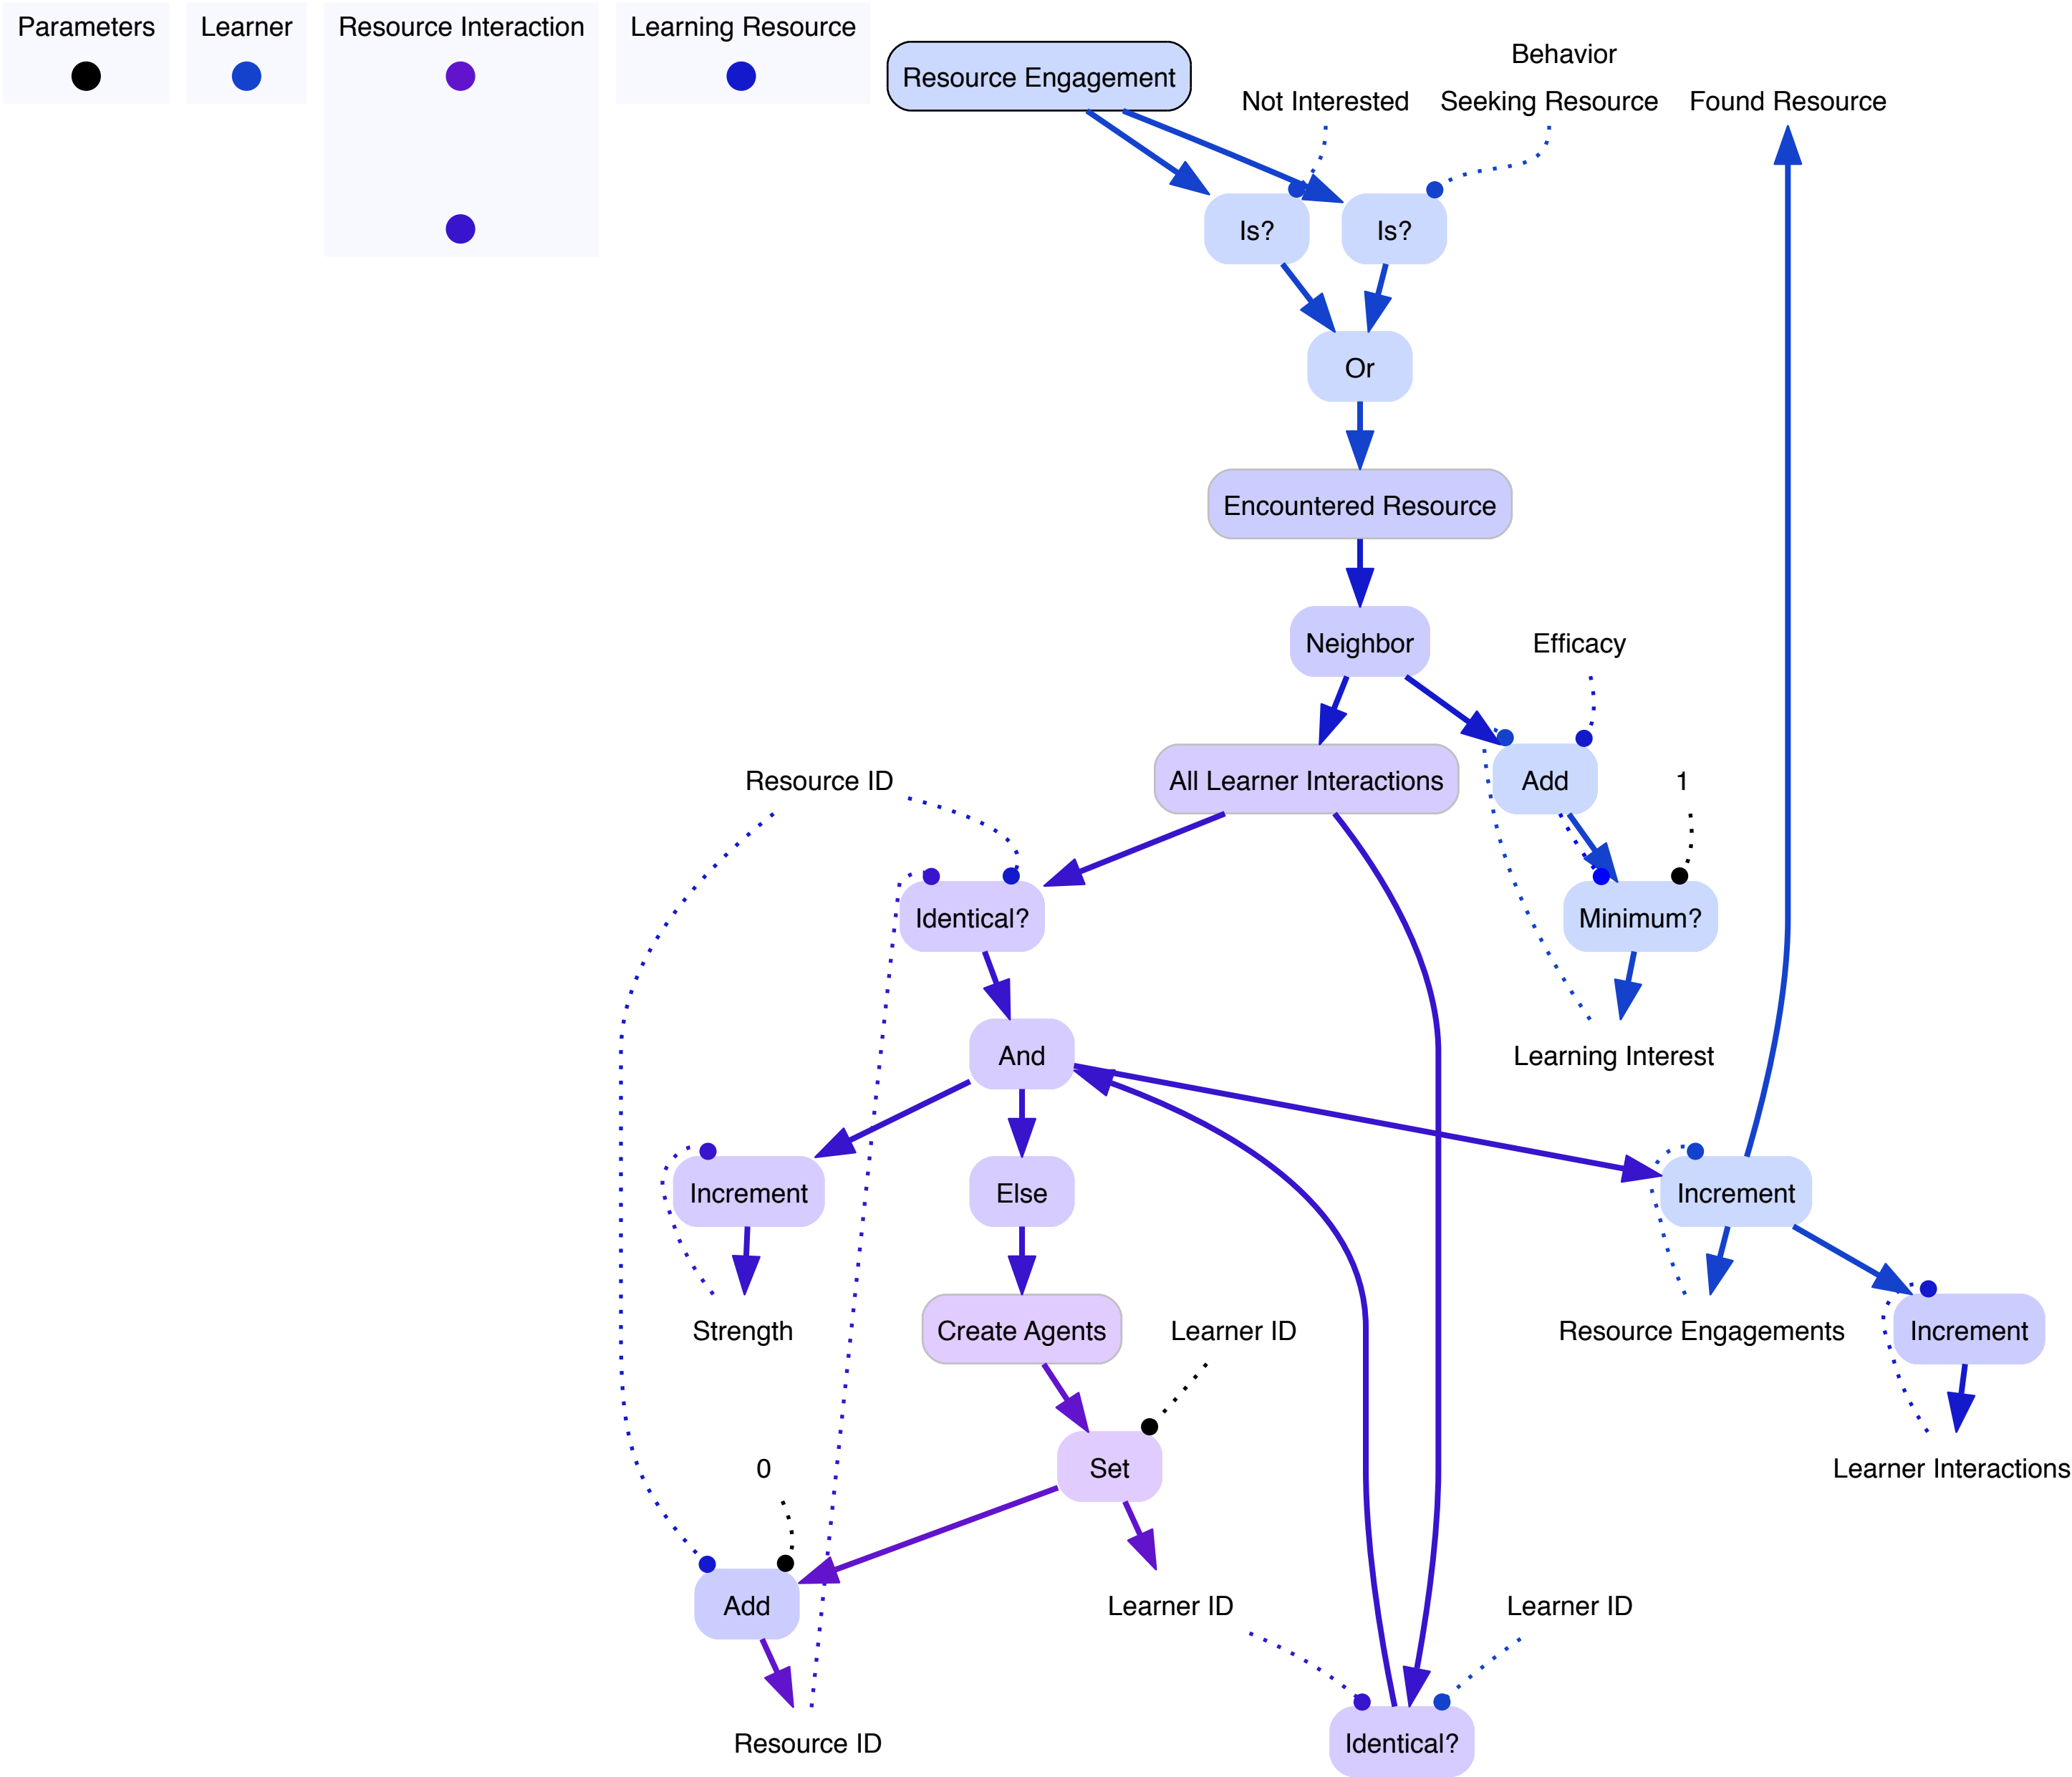 Parameters
Learner
Resource Interaction
Learning Resource
Resource Engagement
Behavior
Not Interested
Seeking Resource
Found Resource
Is?
Is?
Or
Encountered Resource
Neighbor
Efficacy
Resource ID
All Learner Interactions
Add
1
Identical?
Minimum?
And
Learning Interest
Increment
Else
Increment
Strength
Create Agents
Learner ID
Resource Engagements
Increment
0
Set
Learner Interactions
Add
Learner ID
Learner ID
Resource ID
Identical?